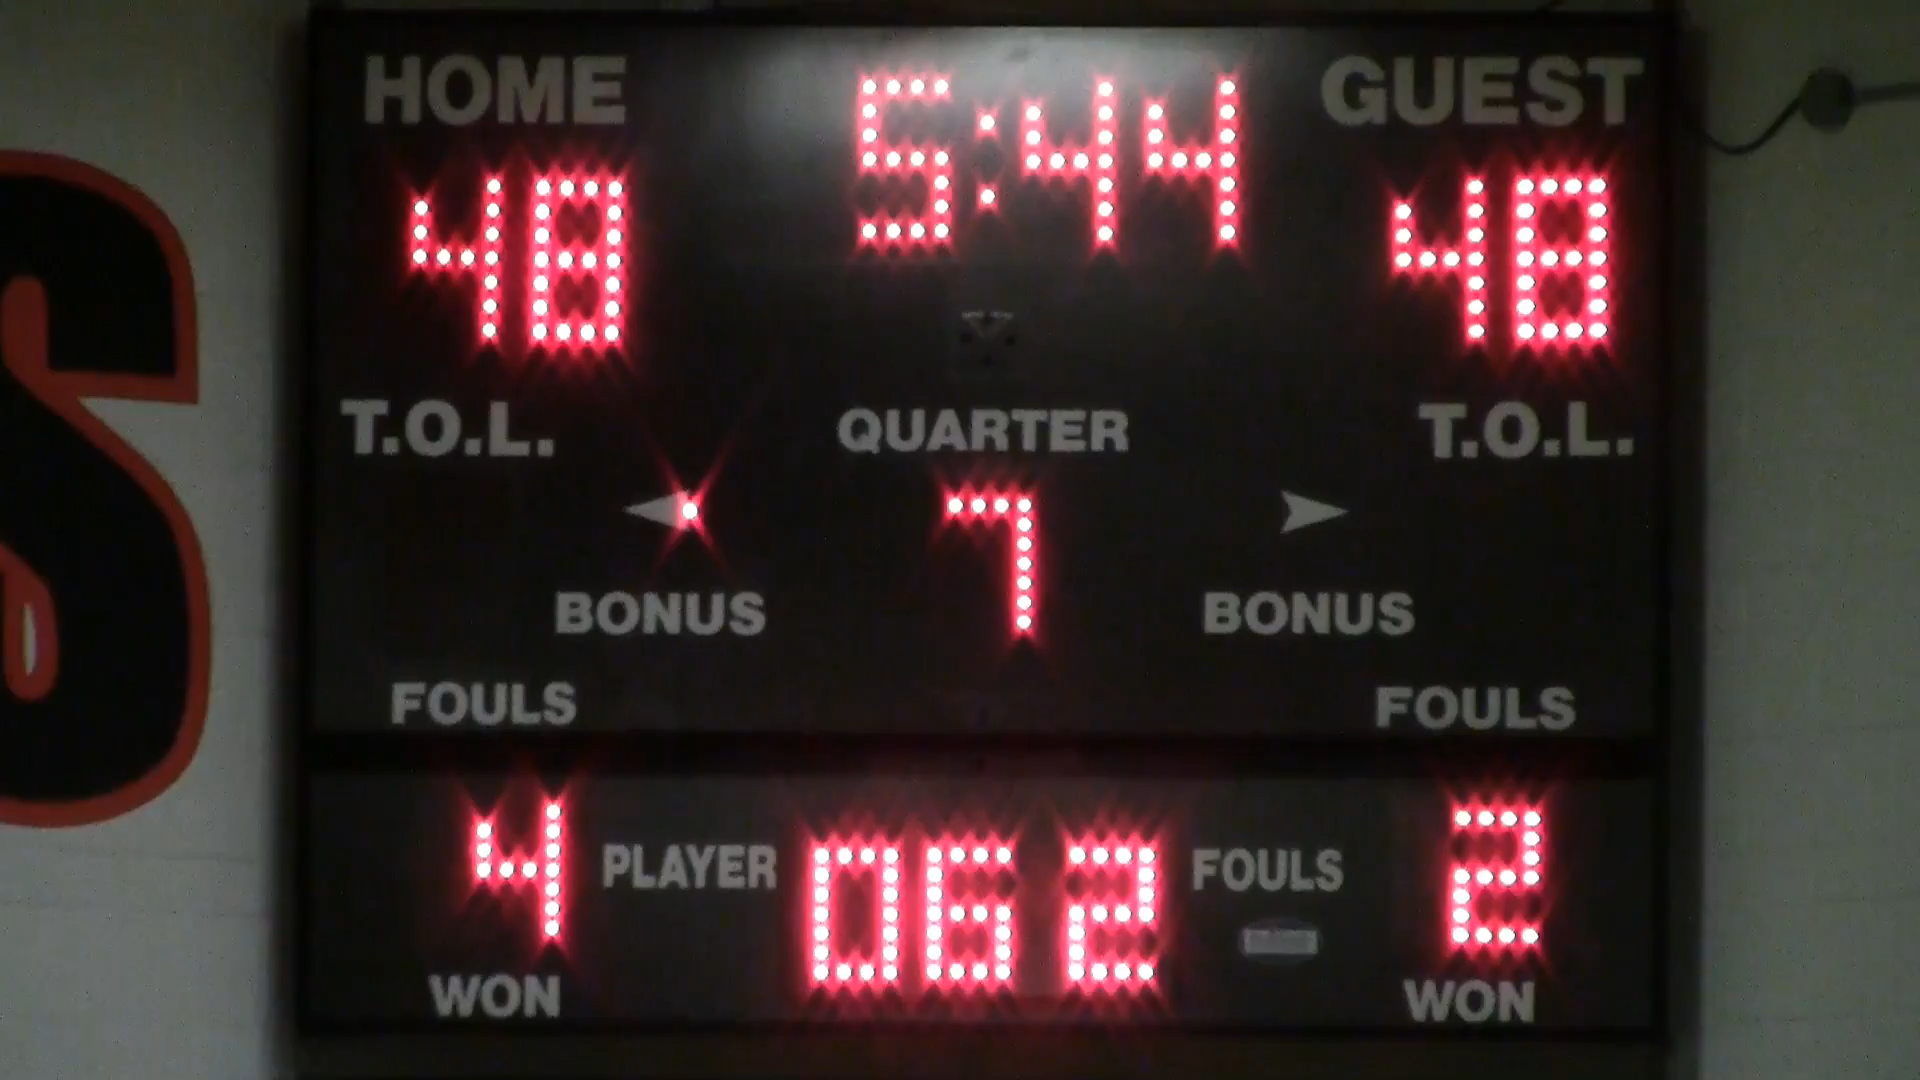 HOME 5:44 GUEST
48 48
T.O.L. QUARTER T.O.L.
7
BONUS BONUS
FOULS FOULS
4 PLAYER 06 2 FOULS 2
WON WON
S